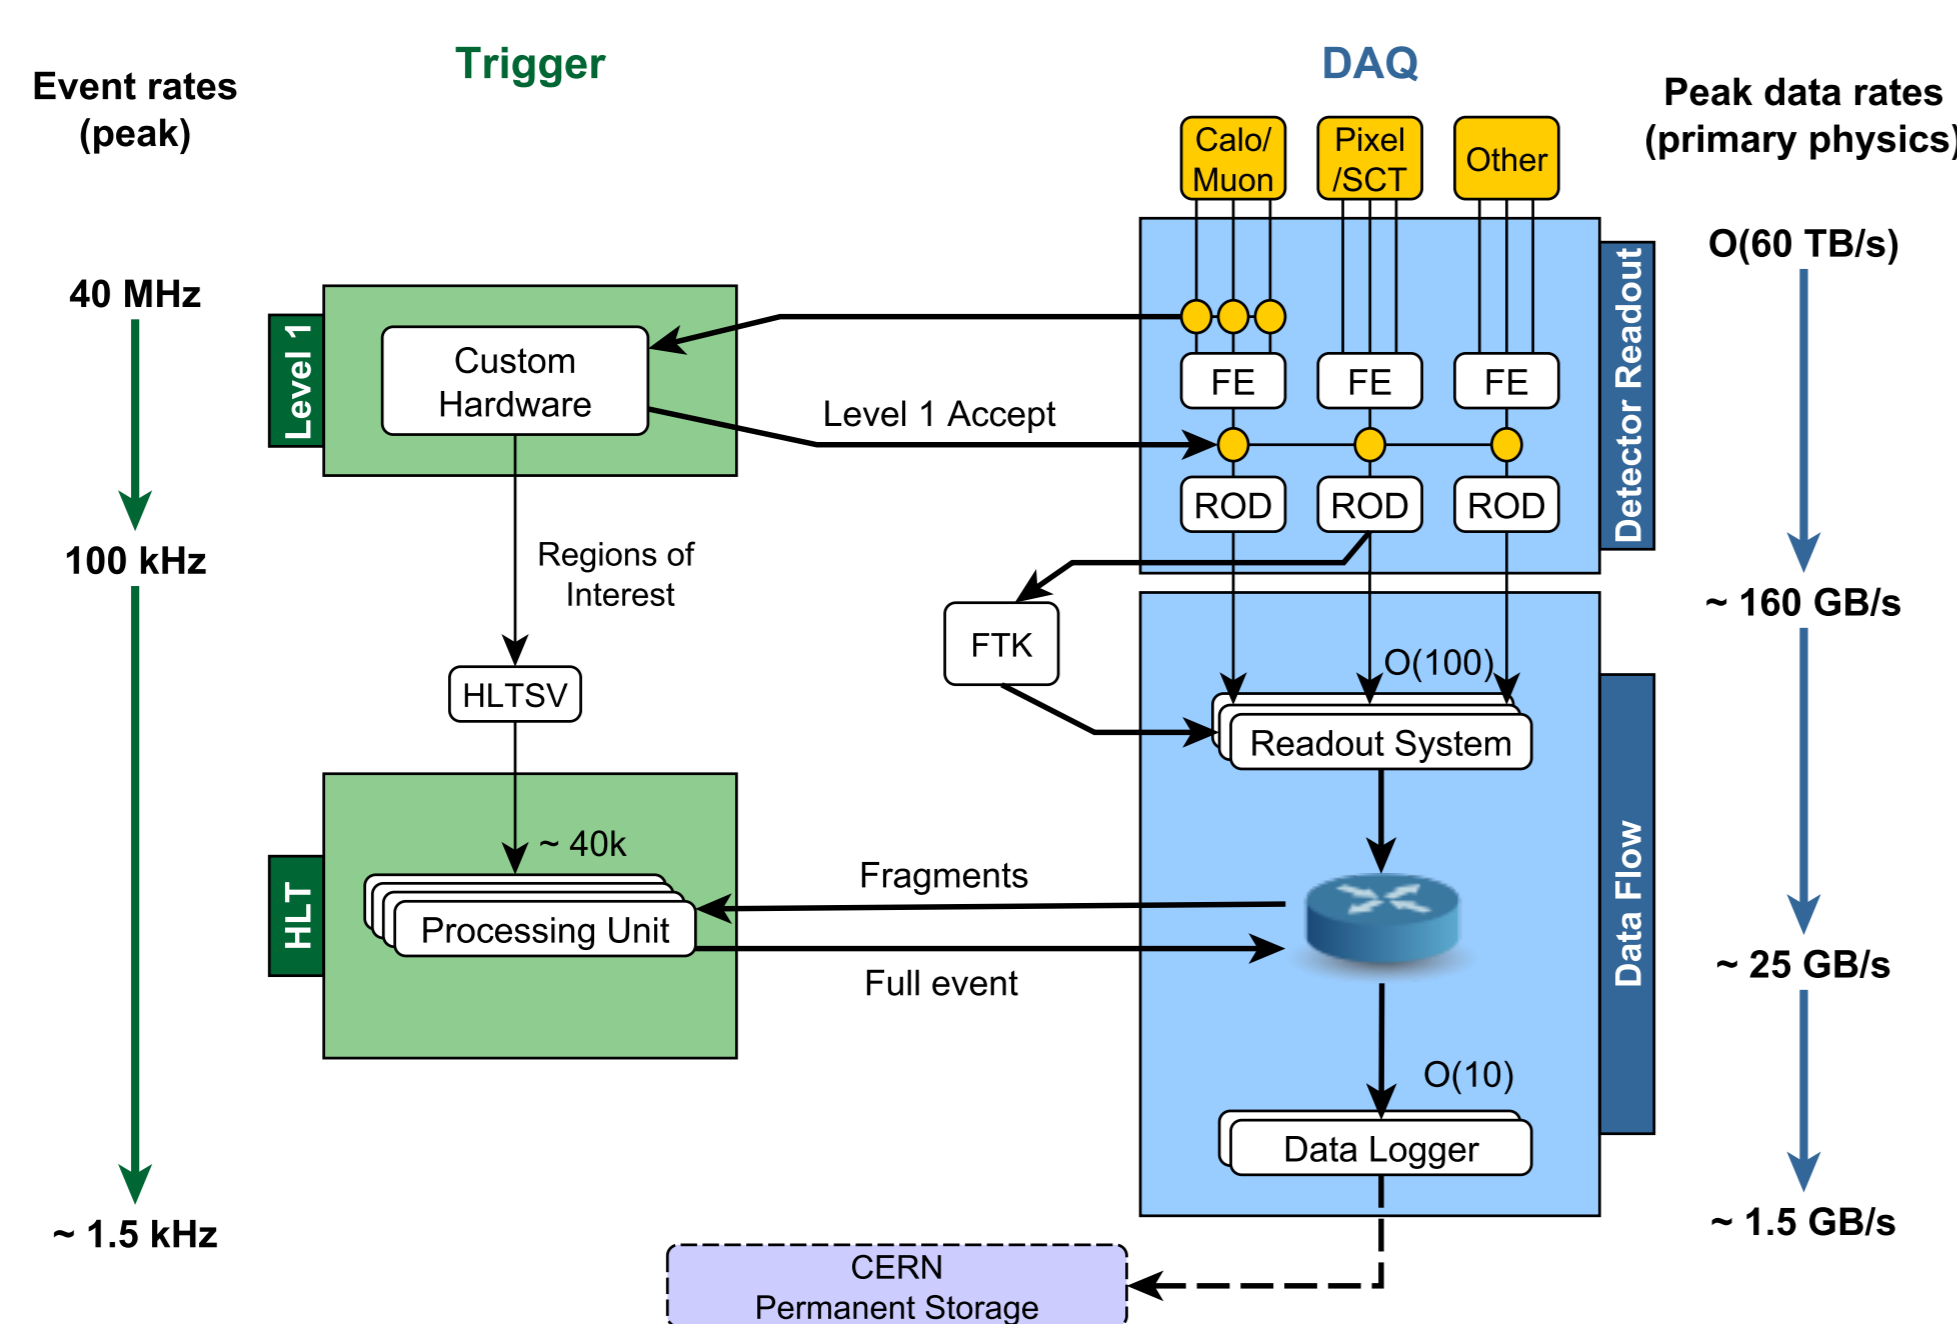 Trigger
DAQ
Event rates
(peak)
Peak data rates
(primary physics)
Calo/
Muon
Pixel
/SCT
Other
O(60 TB/s)
40 MHz
Level 1
Custom
Hardware
Level 1 Accept
FE
FE
FE
ROD
ROD
ROD
Detector Readout
100 kHz
Regions of
Interest
~ 160 GB/s
FTK
O(100)
HLTSV
Readout System
~ 40k
HLT
Processing Unit
Fragments
Full event
Data Flow
~ 25 GB/s
O(10)
Data Logger
~ 1.5 kHz
~ 1.5 GB/s
CERN
Permanent Storage